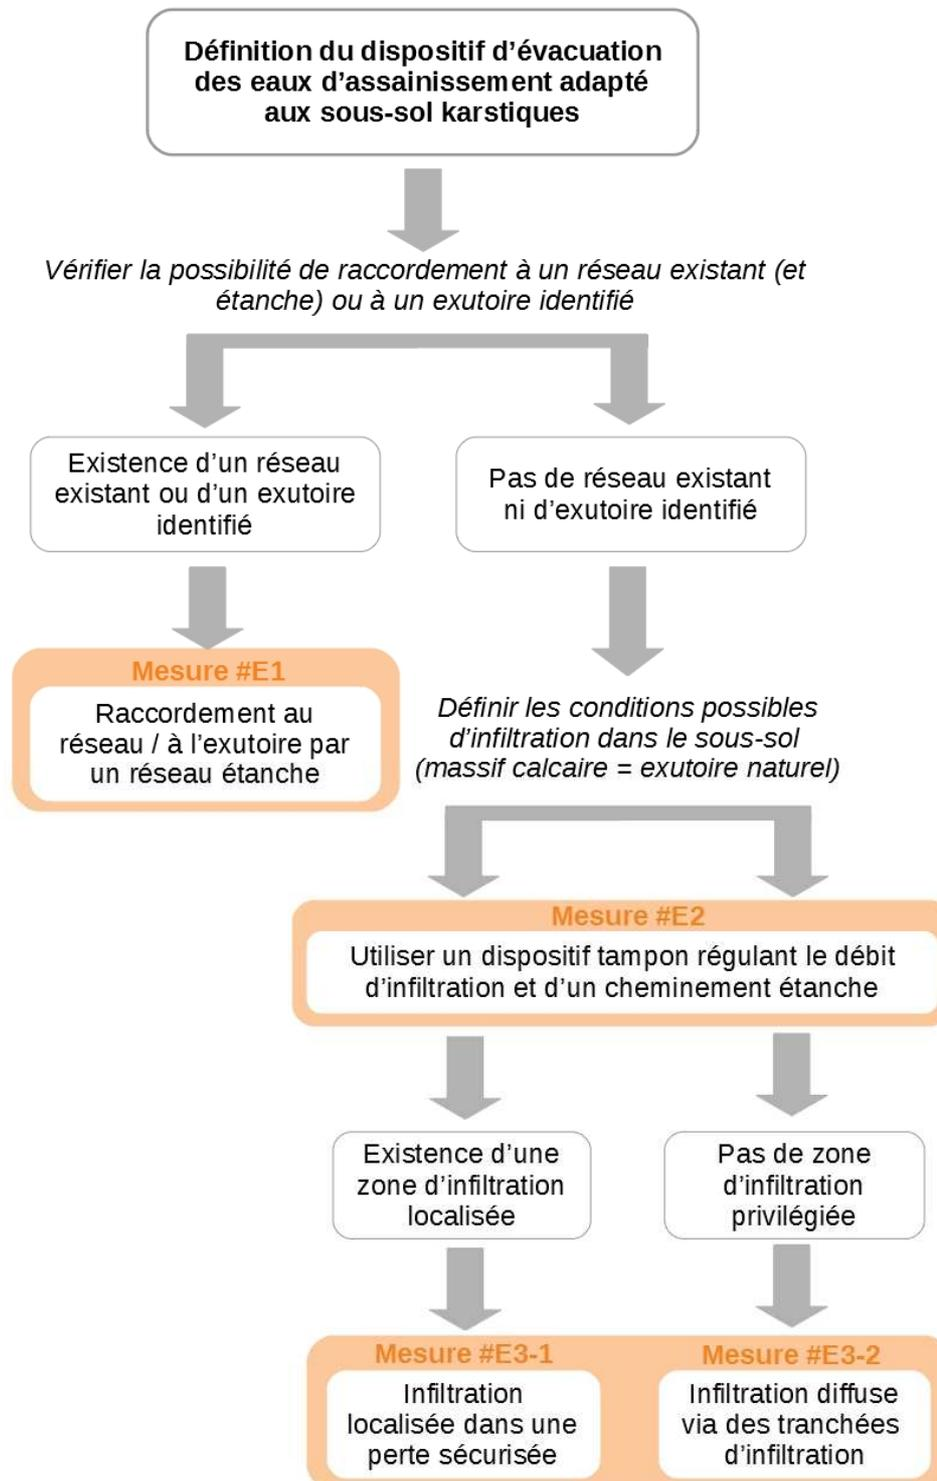 Définition du dispositif d'évacuation
des eaux d'assainissement adapté
aux sous-sol karstiques
Vérifier la possibilité de raccordement à un réseau existant (et
étanche) ou à un exutoire identifié
Existence d'un réseau
existant ou d'un exutoire
identifié
Pas de réseau existant
ni d'exutoire identifié
Mesure #E1
Raccordement au
réseau / à l'exutoire par
un réseau étanche
Définir les conditions possibles
d'infiltration dans le sous-sol
(massif calcaire = exutoire naturel)
Mesure #E2
Utiliser un dispositif tampon régulant le débit
d'infiltration et d'un cheminement étanche
Existence d'une
zone d'infiltration
localisée
Pas de zone
d'infiltration
privilégiée
Mesure #E3-1
Infiltration
localisée dans une
perte sécurisée
Mesure #E3-2
Infiltration diffuse
via des tranchées
d'infiltration